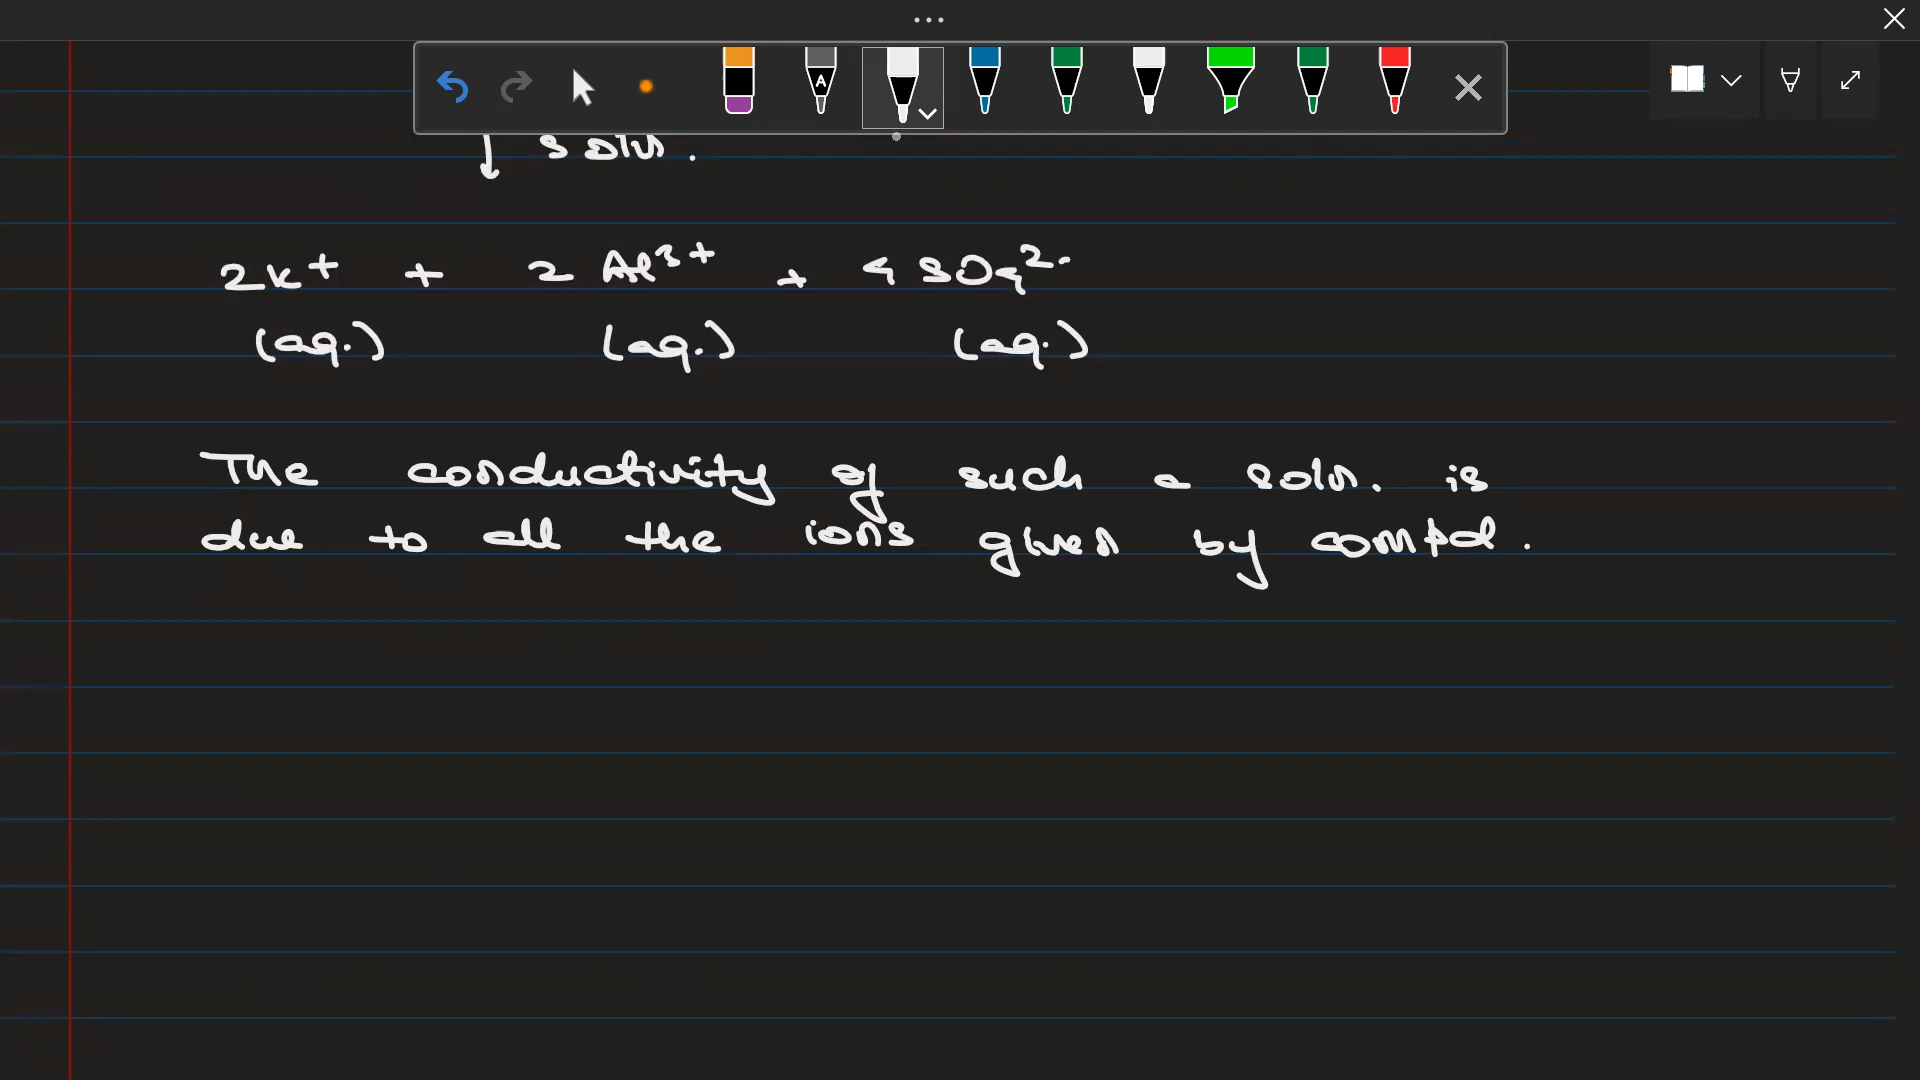 ↓ soln.
2K⁺ + 2 Al³⁺ + 4 SO₄²⁻
(aq.) (aq.) (aq.)
The conductivity of such a soln. is
due to all the ions given by compd.